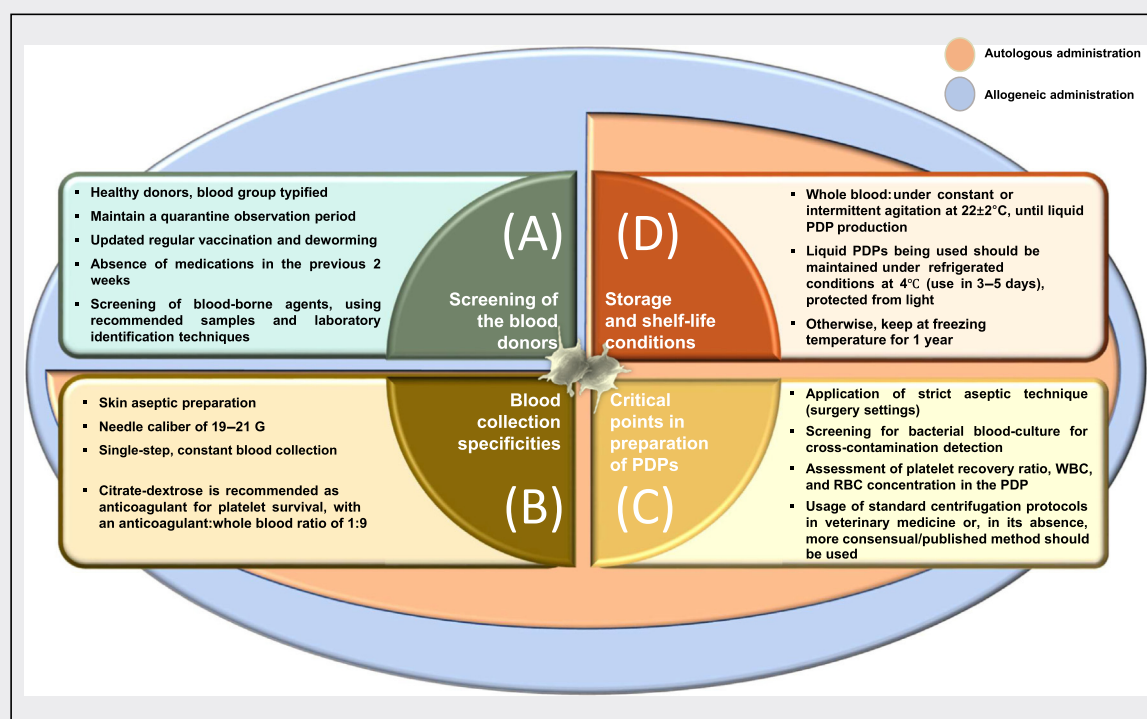 Autologous administration
Allogeneic administration
▪ Healthy donors, blood group typified
▪ Maintain a quarantine observation period
▪ Updated regular vaccination and deworming
▪ Absence of medications in the previous 2
weeks
▪ Screening of blood-borne agents, using
recommended samples and laboratory
identification techniques
(A)
Screening of
the blood
donors
(D)
Storage
and shelf-life
conditions
▪ Whole blood: under constant or
intermittent agitation at 22±2°C, until liquid
PDP production
▪ Liquid PDPs being used should be
maintained under refrigerated
conditions at 4℃ (use in 3–5 days),
protected from light
▪ Otherwise, keep at freezing
temperature for 1 year
▪ Skin aseptic preparation
▪ Needle caliber of 19–21 G
▪ Single-step, constant blood collection
▪ Citrate-dextrose is recommended as
anticoagulant for platelet survival, with
an anticoagulant:whole blood ratio of 1:9
Blood
collection
specificities
(B)
Critical
points in
preparation
of PDPs
(C)
▪ Application of strict aseptic technique
(surgery settings)
▪ Screening for bacterial blood-culture for
cross-contamination detection
▪ Assessment of platelet recovery ratio, WBC,
and RBC concentration in the PDP
▪ Usage of standard centrifugation protocols
in veterinary medicine or, in its absence,
more consensual/published method should
be used